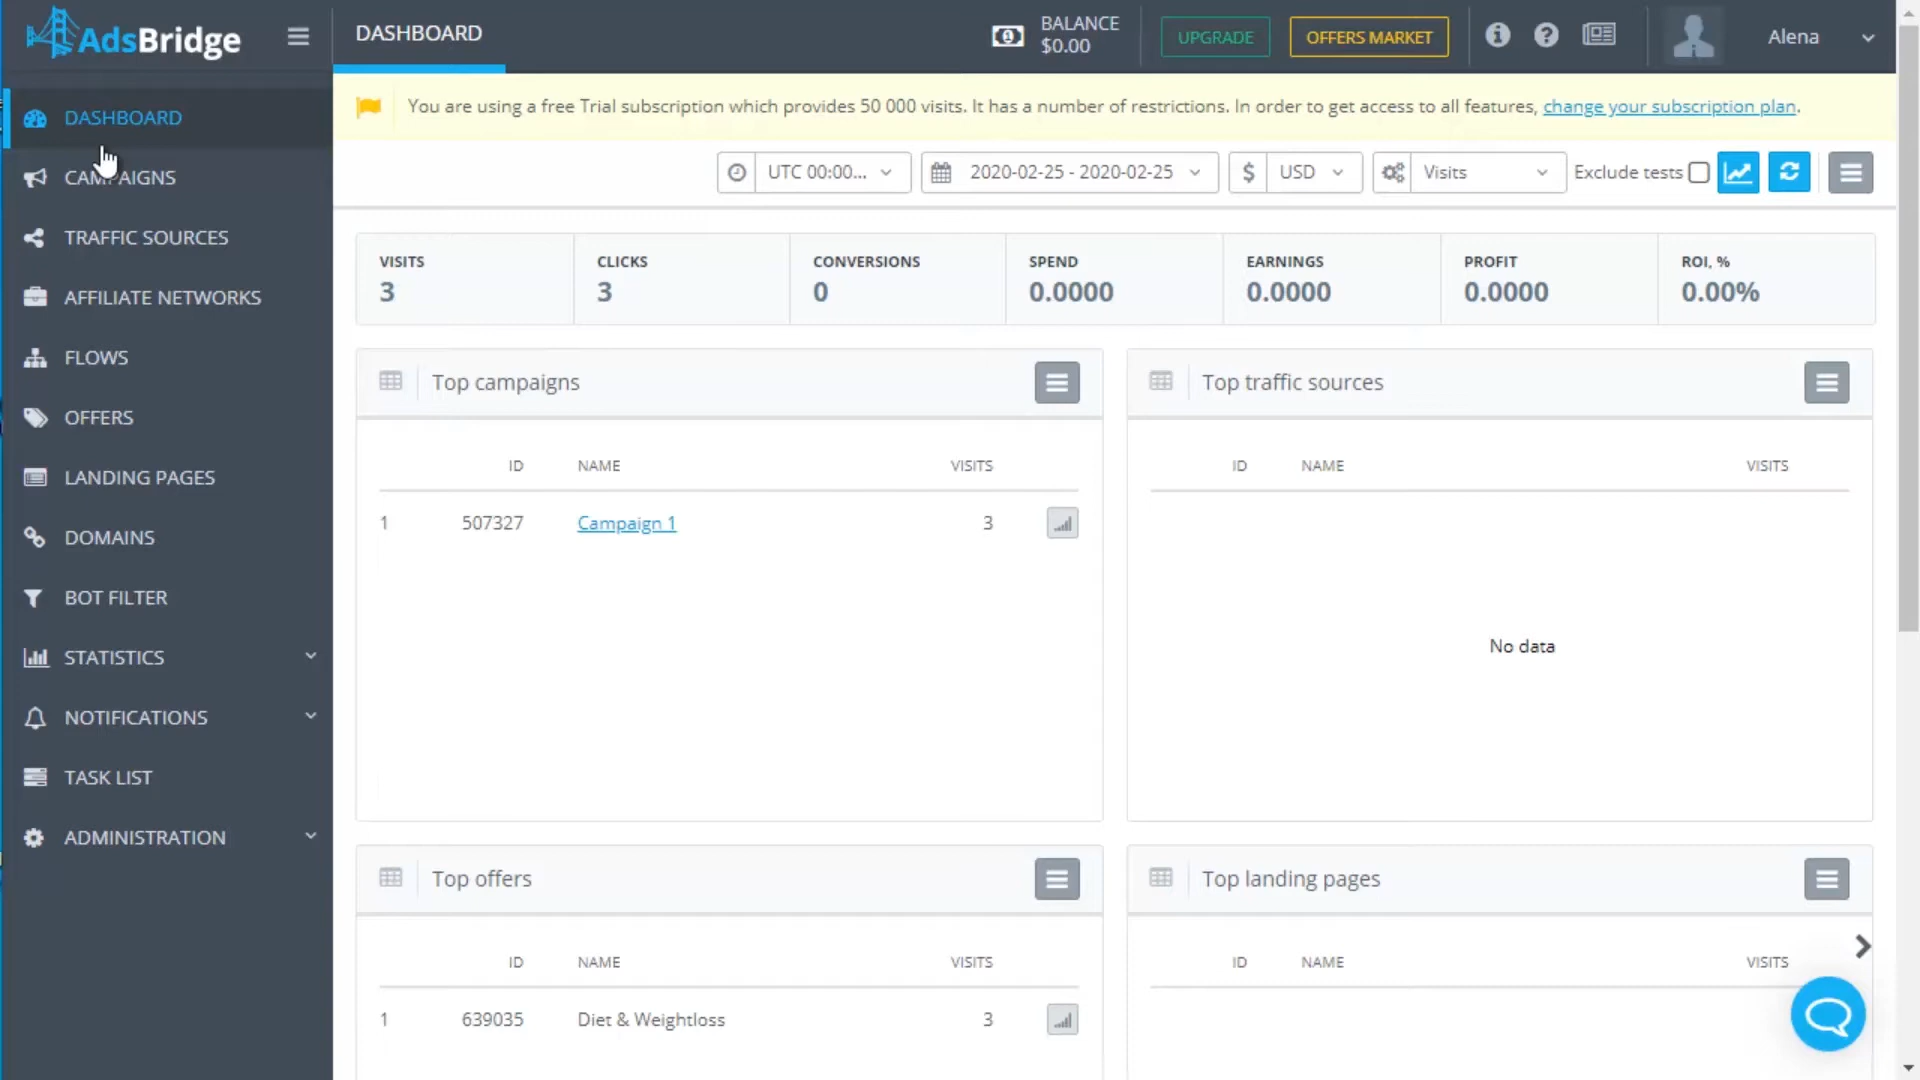 AdsBridge
DASHBOARD
BALANCE
$0.00
UPGRADE
OFFERS MARKET
Alena
DASHBOARD
CAMPAIGNS
TRAFFIC SOURCES
AFFILIATE NETWORKS
FLOWS
OFFERS
LANDING PAGES
DOMAINS
BOT FILTER
STATISTICS
NOTIFICATIONS
TASK LIST
ADMINISTRATION
You are using a free Trial subscription which provides 50 000 visits. It has a number of restrictions. In order to get access to all features, change your subscription plan.
UTC 00:00... 2020-02-25 - 2020-02-25 $ USD Visits Exclude tests
VISITS CLICKS CONVERSIONS SPEND EARNINGS PROFIT ROI, %
3 3 0 0.0000 0.0000 0.0000 0.00%
Top campaigns
ID NAME VISITS
1 507327 Campaign 1 3
Top traffic sources
ID NAME VISITS
No data
Top offers
ID NAME VISITS
1 639035 Diet & Weightloss 3
Top landing pages
ID NAME VISITS